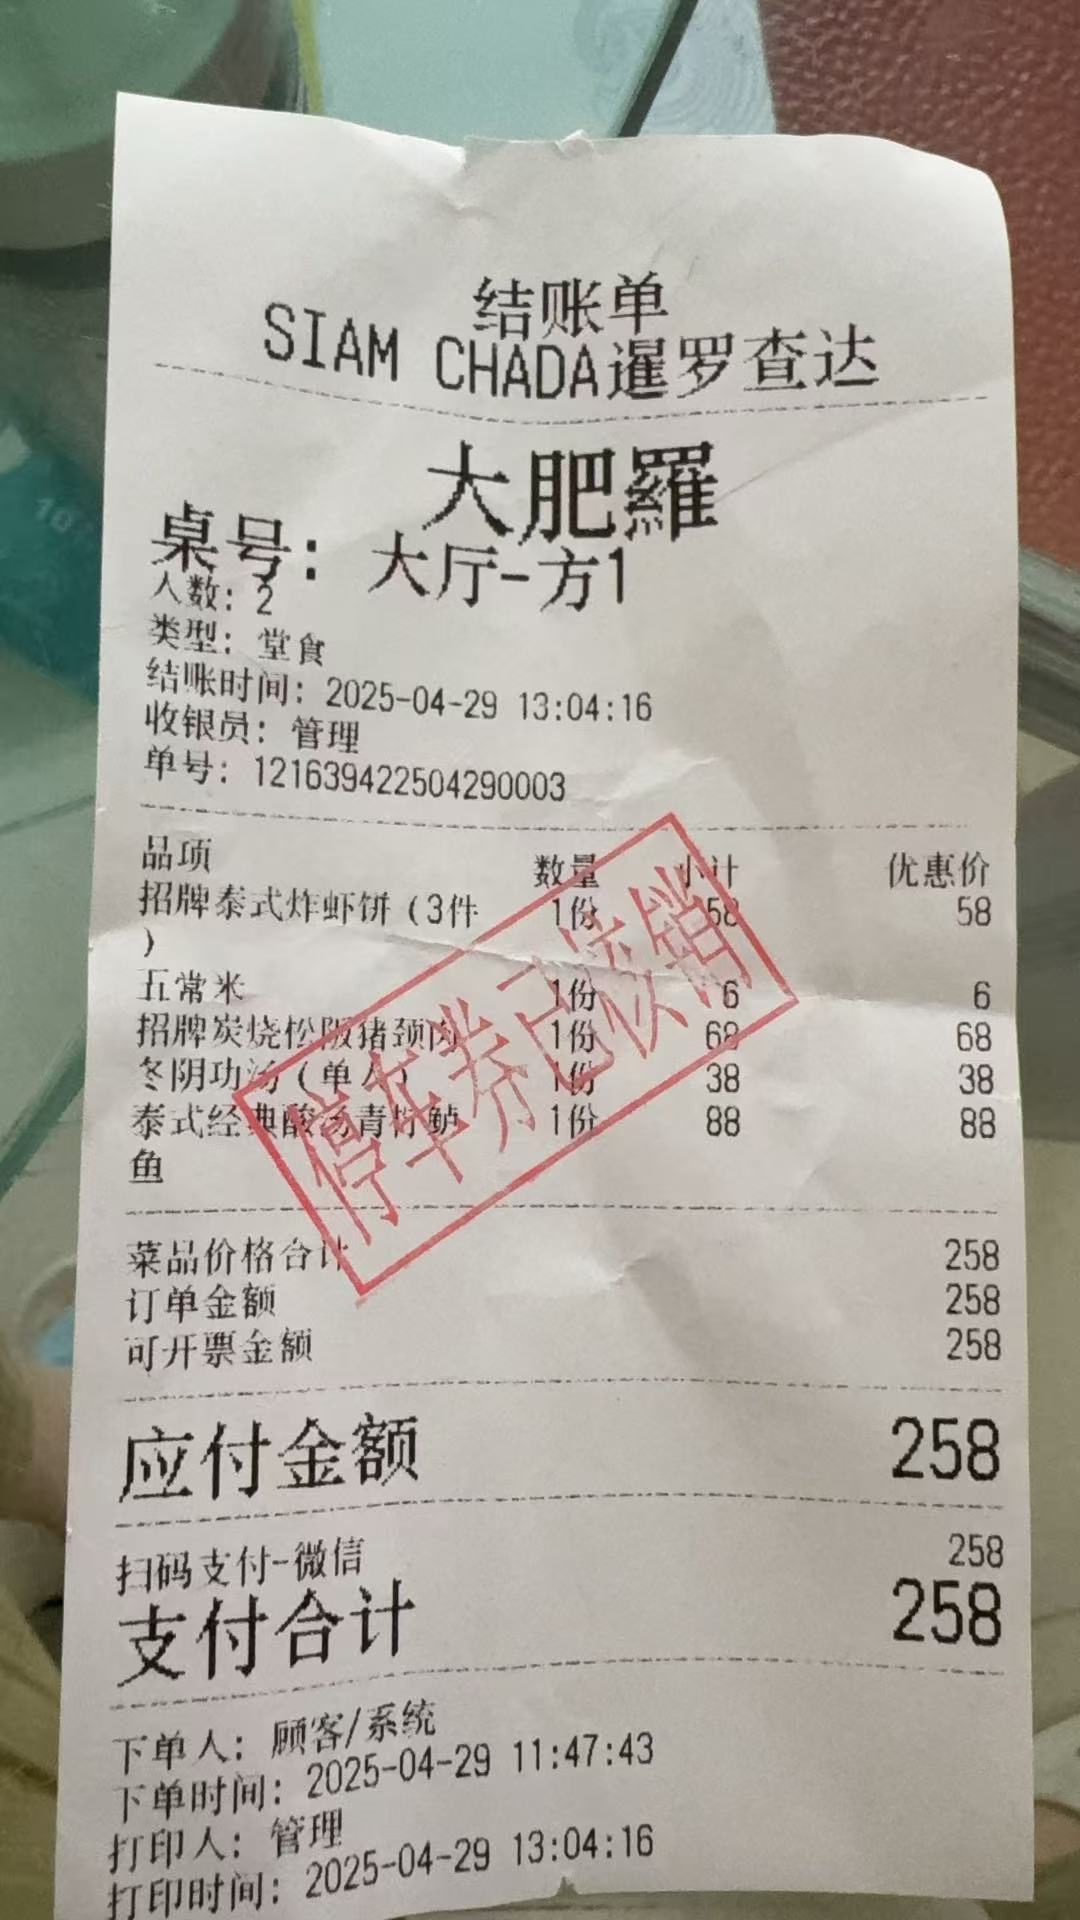 结账单
SIAM CHADA暹罗查达
大肥羅
桌号: 大厅-方1
人数: 2
类型: 堂食
结账时间: 2025-04-29 13:04:16
收银员: 管理
单号: 121639422504290003
品项 数量 小计 优惠价
招牌泰式炸虾饼(3件 1份 58 58
)
五常米 1份 6 6
招牌炭烧松阪猪颈肉 1份 68 68
冬阴功汤(单人) 1份 38 38
泰式经典酸汤青柠鲈 1份 88 88
鱼
停车券已核销
菜品价格合计 258
订单金额 258
可开票金额 258
应付金额 258
扫码支付-微信 258
支付合计 258
下单人: 顾客/系统
下单时间: 2025-04-29 11:47:43
打印人: 管理
打印时间: 2025-04-29 13:04:16